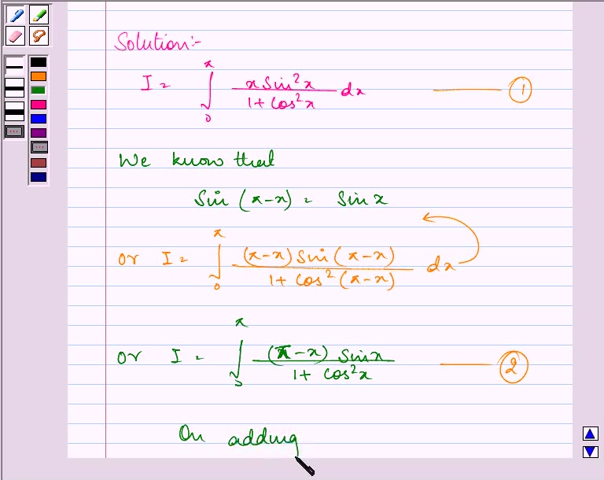 Solution:-
I = ∫₀^π x Sin²x / 1 + Cos²x dx ——— ①
We know that
Sin (π-x) = Sin x
or I = ∫₀^π (π-x) Sin (π-x) / 1 + Cos² (π-x) dx
or I = ∫₀^π (π-x) Sinx / 1 + Cos²x ——— ②
On adding